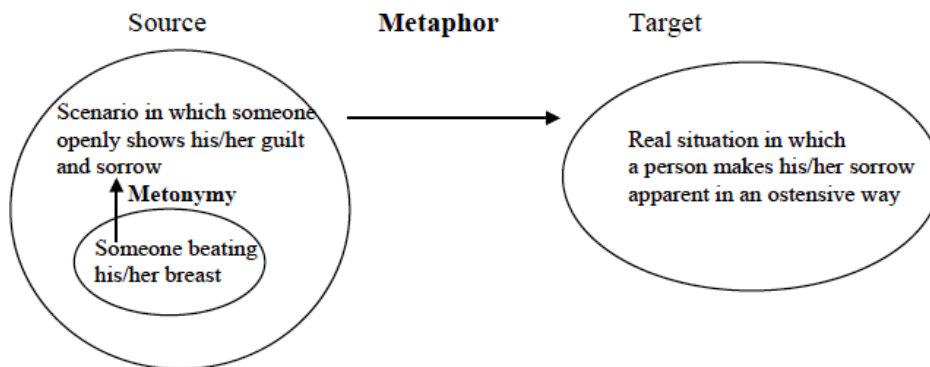 Source
Metaphor
Target
Scenario in which someone
openly shows his/her guilt
and sorrow
Metonymy
Someone beating
his/her breast
Real situation in which
a person makes his/her sorrow
apparent in an ostensive way